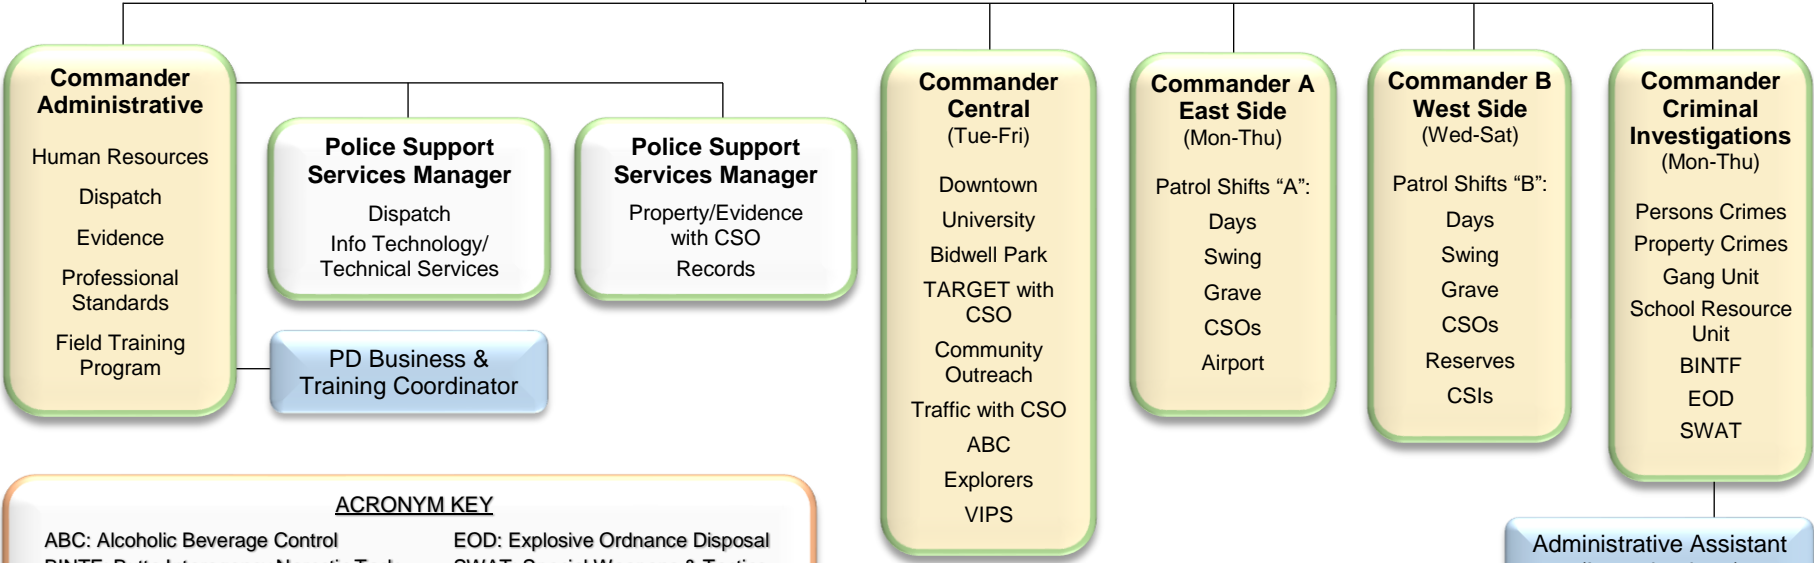 Commander
Administrative
Human Resources
Dispatch
Evidence
Professional
Standards
Field Training
Program
Police Support
Services Manager
Dispatch
Info Technology/
Technical Services
Police Support
Services Manager
Property/Evidence
with CSO
Records
PD Business &
Training Coordinator
Commander
Central
(Tue-Fri)
Downtown
University
Bidwell Park
TARGET with
CSO
Community
Outreach
Traffic with CSO
ABC
Explorers
VIPS
Commander A
East Side
(Mon-Thu)
Patrol Shifts “A”:
Days
Swing
Grave
CSOs
Airport
Commander B
West Side
(Wed-Sat)
Patrol Shifts “B”:
Days
Swing
Grave
CSOs
Reserves
CSIs
Commander
Criminal
Investigations
(Mon-Thu)
Persons Crimes
Property Crimes
Gang Unit
School Resource
Unit
BINTF
EOD
SWAT
Administrative Assistant
ACRONYM KEY
ABC: Alcoholic Beverage Control
EOD: Explosive Ordnance Disposal